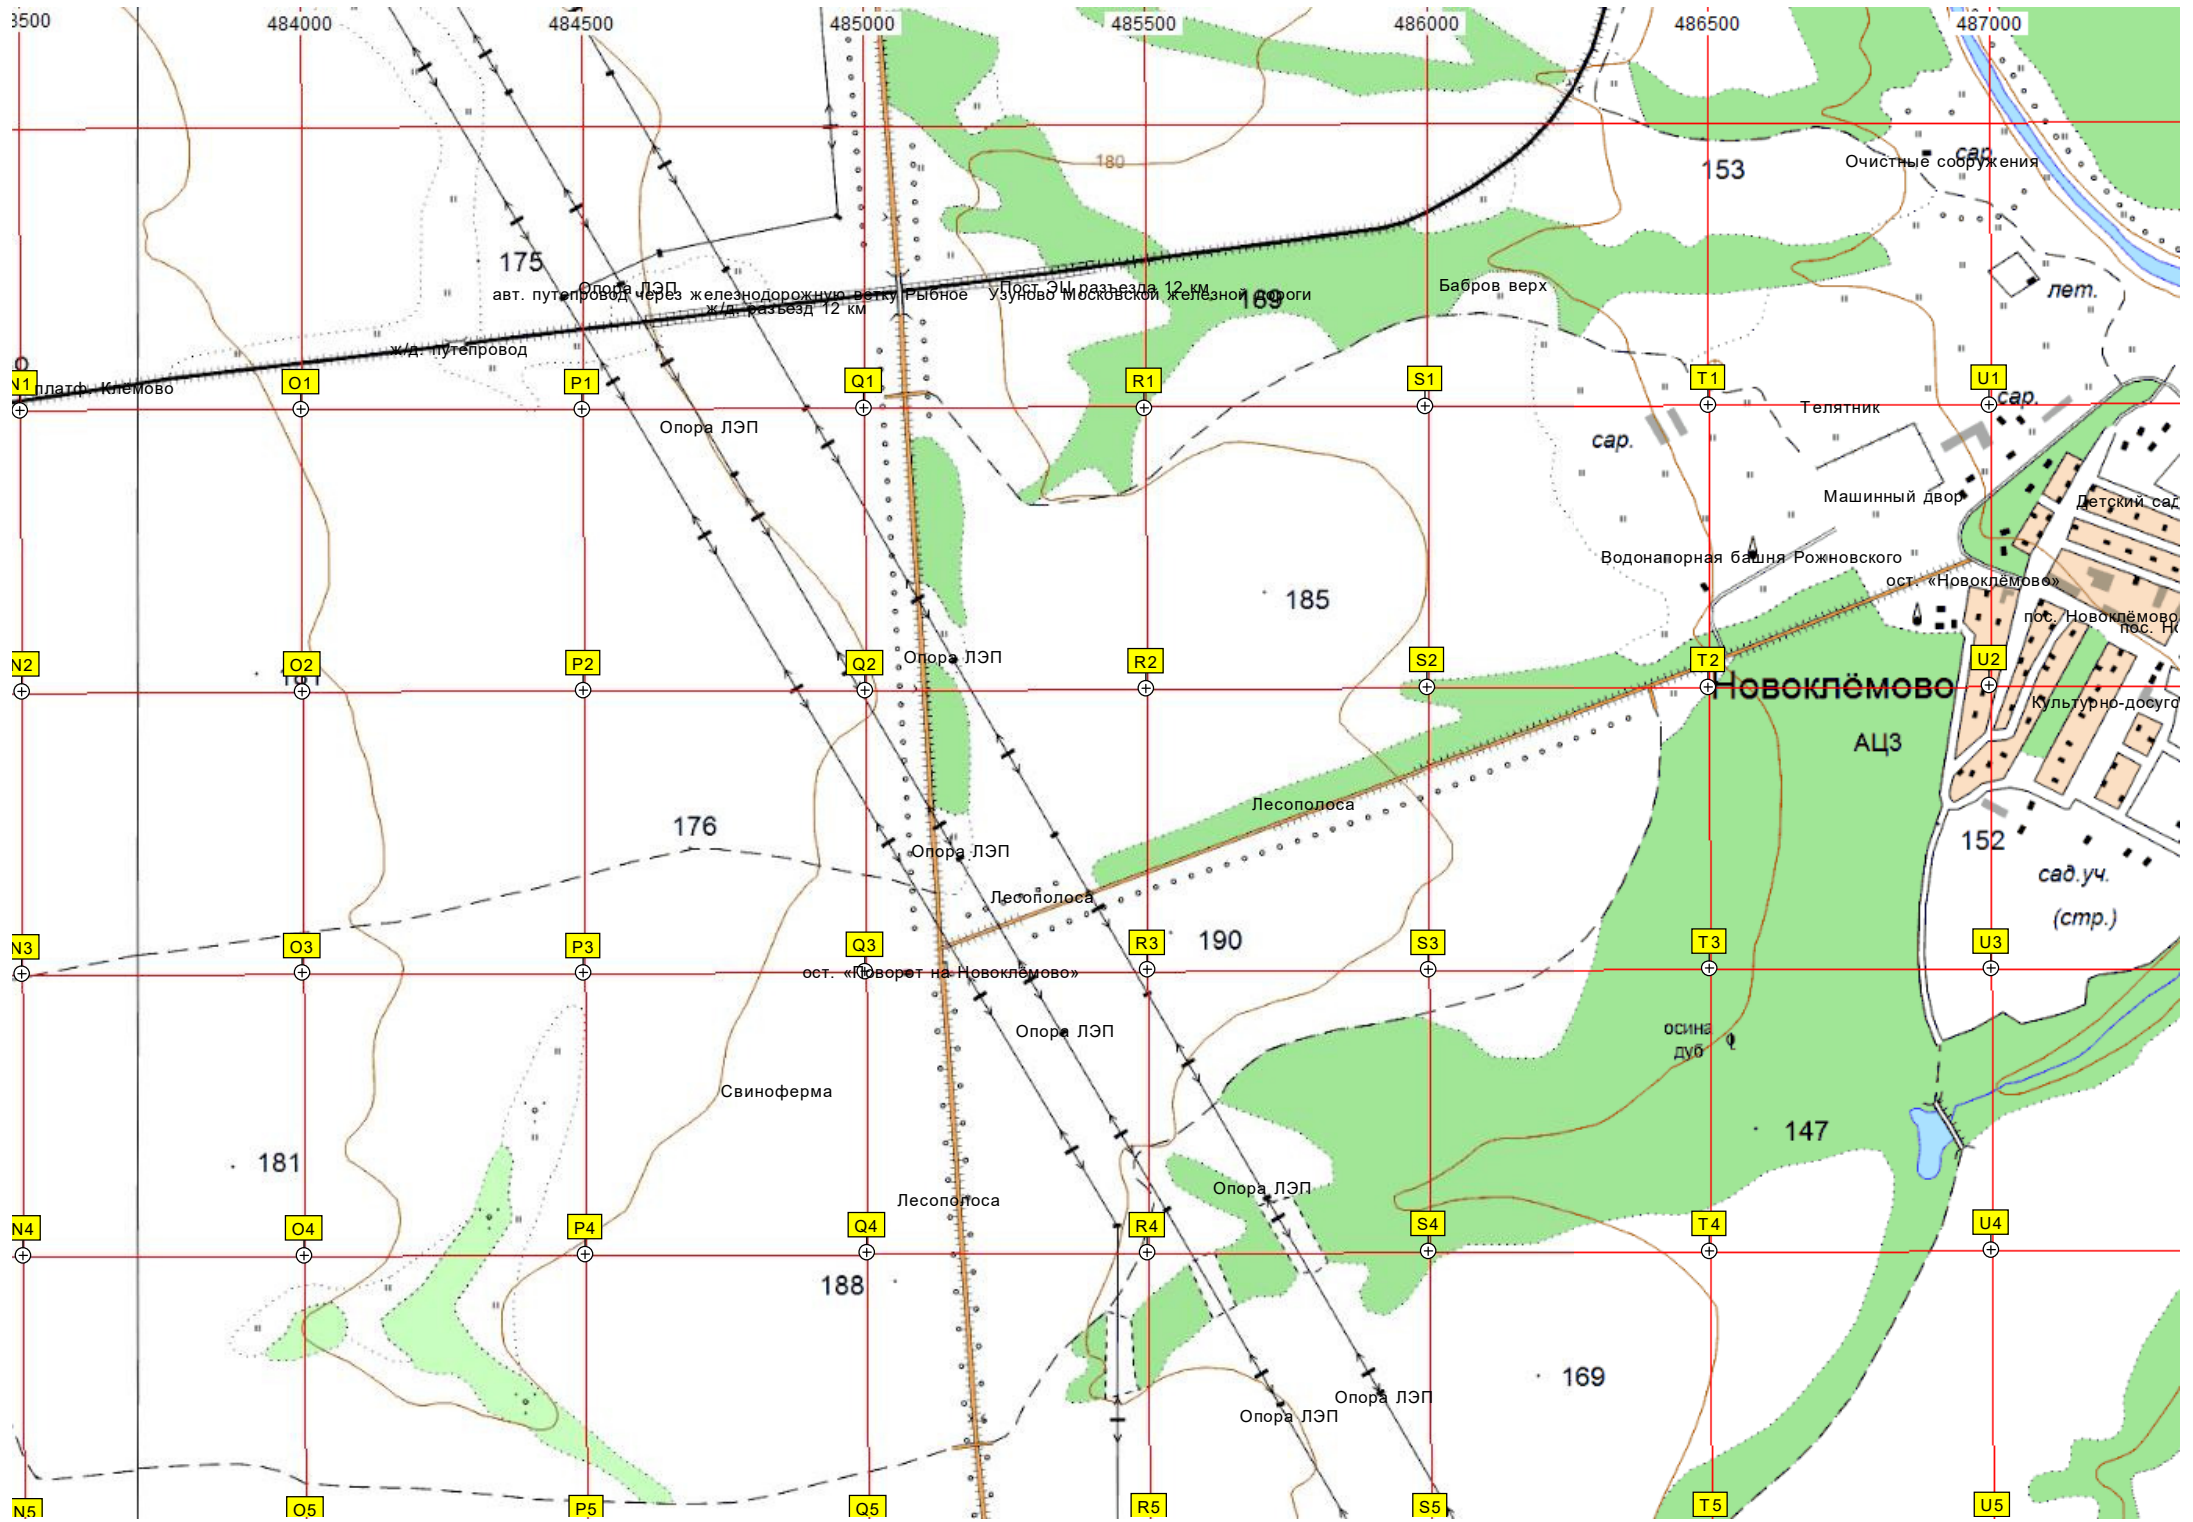 3500 484000 484500 485000 485500 486000 486500 487000
180
153
сар.
Очистные сооружения
175
Опора ЛЭП
Пост ЭЦ разъезда 12 км
Бабров верх
лет.
авт. путепровод через железнодорожную ветку Рыбное Узуново Московской железной дороги
169
ж/д. разъезд 12 км
ж/д. путепровод
О
платф. Клёмово
N1 O1 P1 Q1 R1 S1 T1 U1
сар.
Телятник
Опора ЛЭП
сар.
Машинный двор
Детский сад
Водонапорная башня Рожновского
ост. «Новоклёмово»
185
пос. Новоклёмово
пос. Но
Опора ЛЭП
N2 O2 P2 Q2 R2 S2 T2 U2
181
Новоклёмово
Культурно-досуго
АЦЗ
Лесополоса
176
152
Опора ЛЭП
сад.уч.
(стр.)
Лесополоса
190
N3 O3 P3 Q3 R3 S3 T3 U3
ост. «Поворот на Новоклёмово»
Опора ЛЭП
осина
дуб
Свиноферма
147
181
Опора ЛЭП
Лесополоса
N4 O4 P4 Q4 R4 S4 T4 U4
188
169
Опора ЛЭП
Опора ЛЭП
N5 O5 P5 Q5 R5 S5 T5 U5